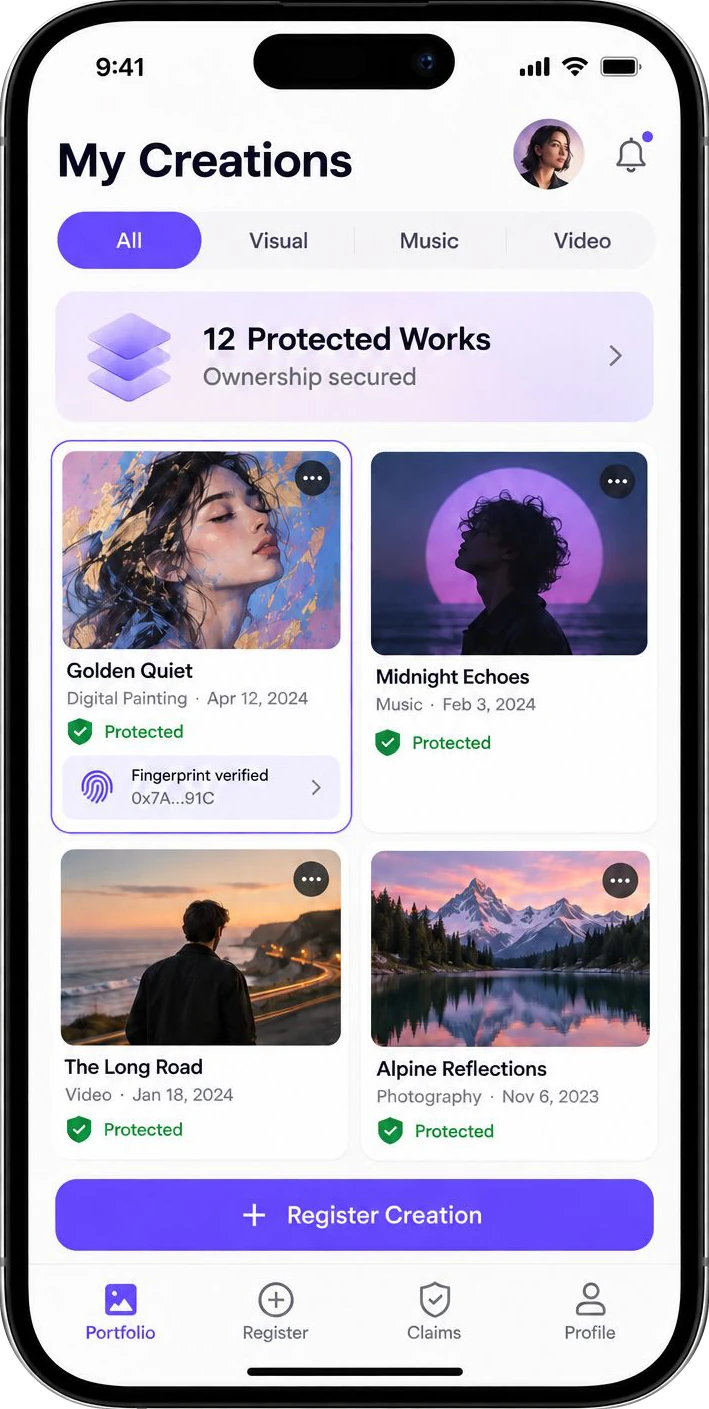 9:41
My Creations
All Visual Music Video
12 Protected Works
Ownership secured
Golden Quiet
Digital Painting · Apr 12, 2024
Protected
Fingerprint verified
0x7A...91C
Midnight Echoes
Music · Feb 3, 2024
Protected
The Long Road
Video · Jan 18, 2024
Protected
Alpine Reflections
Photography · Nov 6, 2023
Protected
+ Register Creation
Portfolio Register Claims Profile